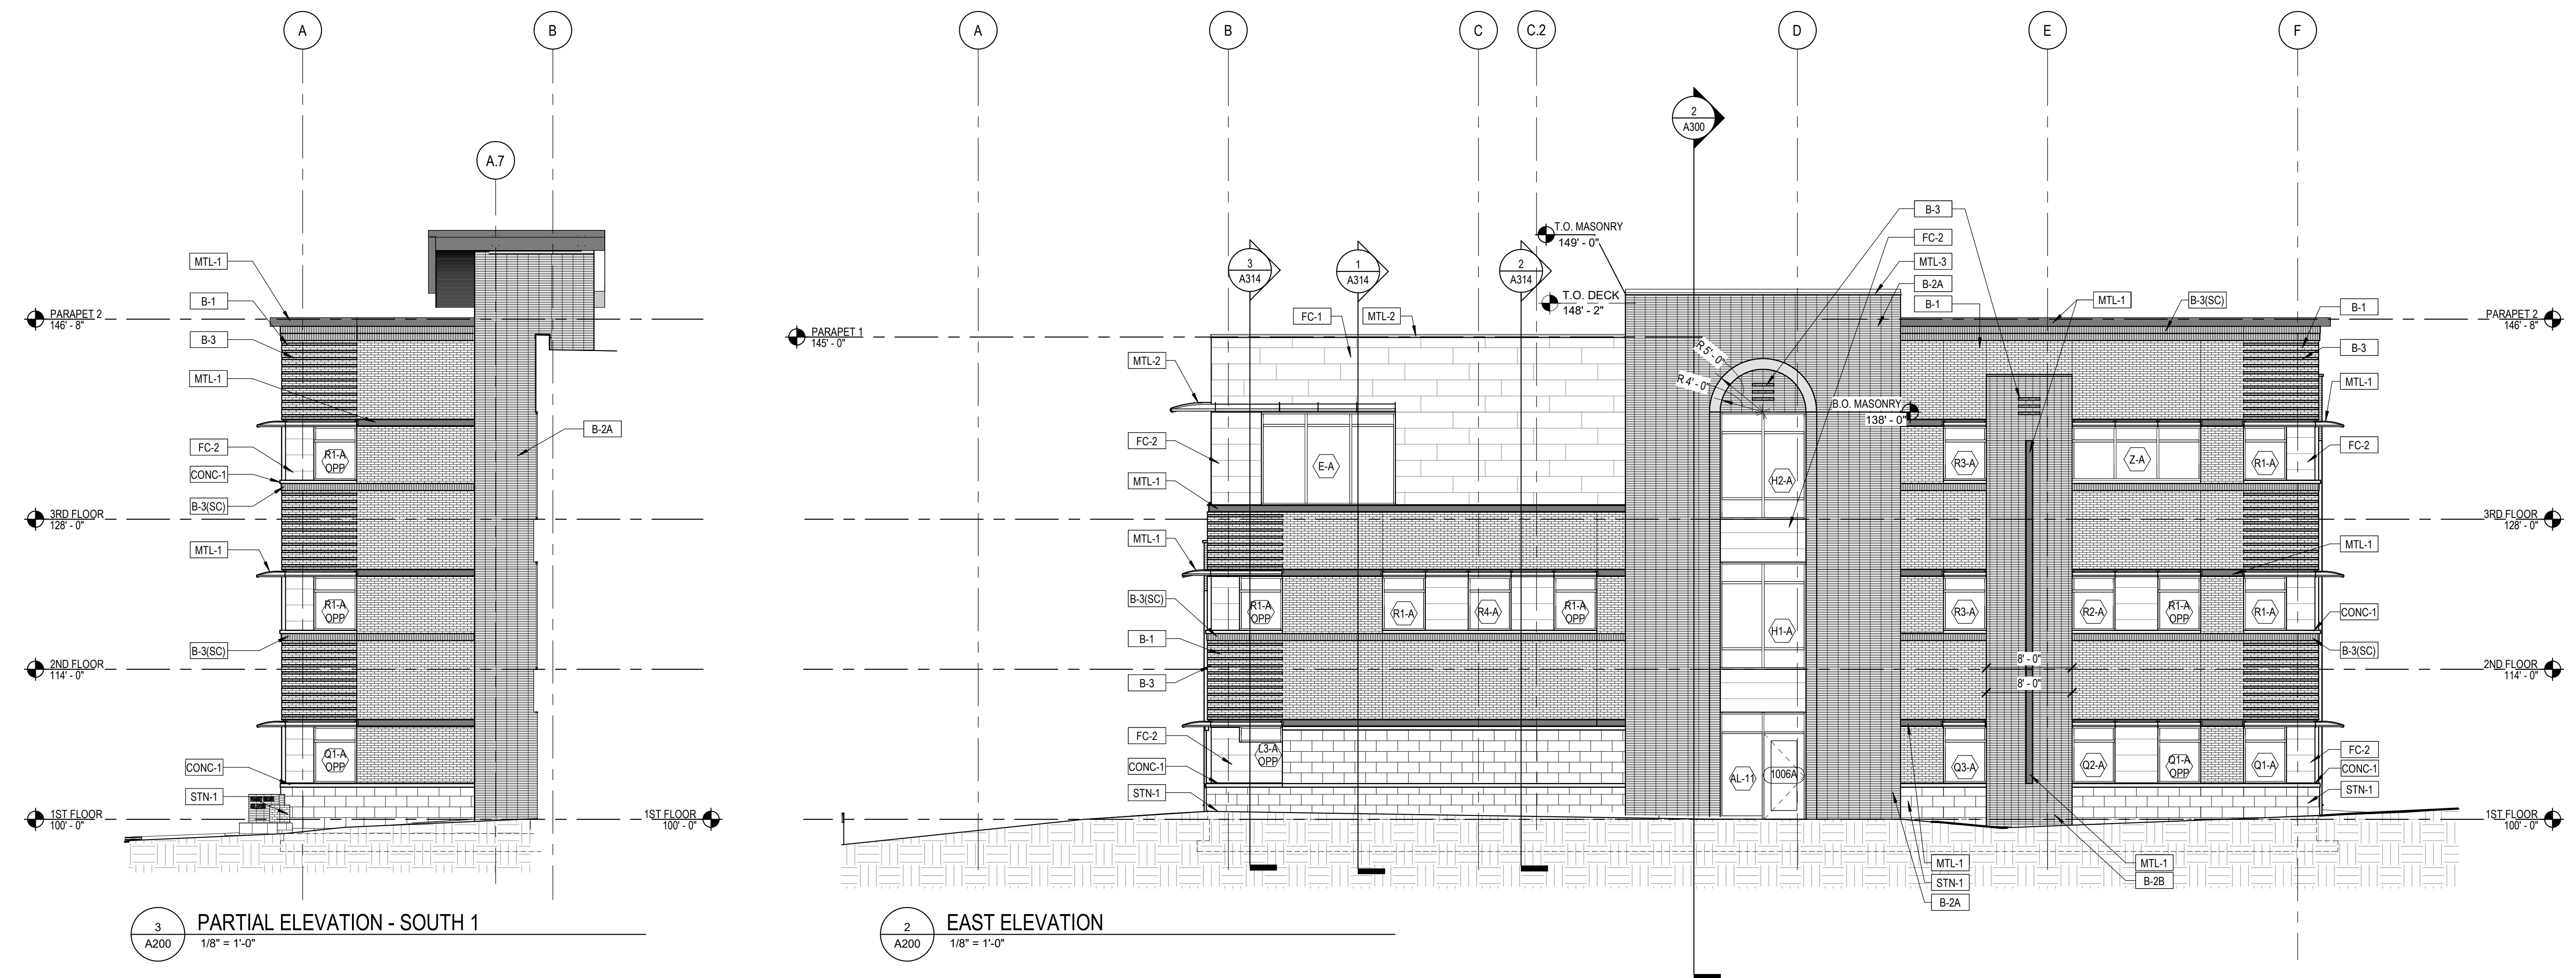 A
B
A.7
MTL-1
B-1
B-3
MTL-1
FC-2
CONC-1
B-3(SC)
MTL-1
B-3(SC)
CONC-1
STN-1
B-2A
PARAPET 2
146' - 8"
3RD FLOOR
128' - 0"
2ND FLOOR
114' - 0"
1ST FLOOR
100' - 0"
R1-A
OPP
R1-A
OPP
Q1-A
OPP
1ST FLOOR
100' - 0"
3
A200
PARTIAL ELEVATION - SOUTH 1
1/8" = 1'-0"
A
B
C
C.2
D
E
F
2
A300
3
A314
1
A314
2
A314
T.O. MASONRY
149' - 0"
T.O. DECK
148' - 2"
PARAPET 1
145' - 0"
FC-1
MTL-2
MTL-2
FC-2
MTL-1
MTL-1
B-3(SC)
B-1
B-3
FC-2
CONC-1
STN-1
R 5' - 0"
R 4' - 0"
B.O. MASONRY
138' - 0"
B-3
FC-2
MTL-3
B-2A
B-1
MTL-1
B-3(SC)
B-1
B-3
MTL-1
FC-2
MTL-1
CONC-1
B-3(SC)
FC-2
CONC-1
STN-1
E-A
H2-A
R3-A
Z-A
R1-A
R1-A
OPP
R1-A
R4-A
R1-A
OPP
H1-A
R3-A
R2-A
R1-A
OPP
R1-A
8' - 0"
8' - 0"
L3-A
OPP
AL-11
1006A
Q3-A
Q2-A
Q1-A
OPP
Q1-A
MTL-1
STN-1
B-2A
MTL-1
B-2B
PARAPET 2
146' - 8"
3RD FLOOR
128' - 0"
2ND FLOOR
114' - 0"
1ST FLOOR
100' - 0"
2
A200
EAST ELEVATION
1/8" = 1'-0"